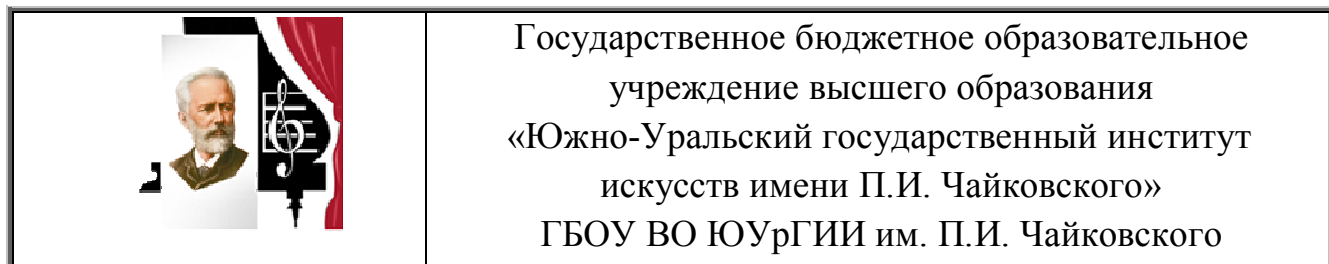 Государственное бюджетное образовательное
учреждение высшего образования
«Южно-Уральский государственный институт
искусств имени П.И. Чайковского»
ГБОУ ВО ЮУрГИИ им. П.И. Чайковского